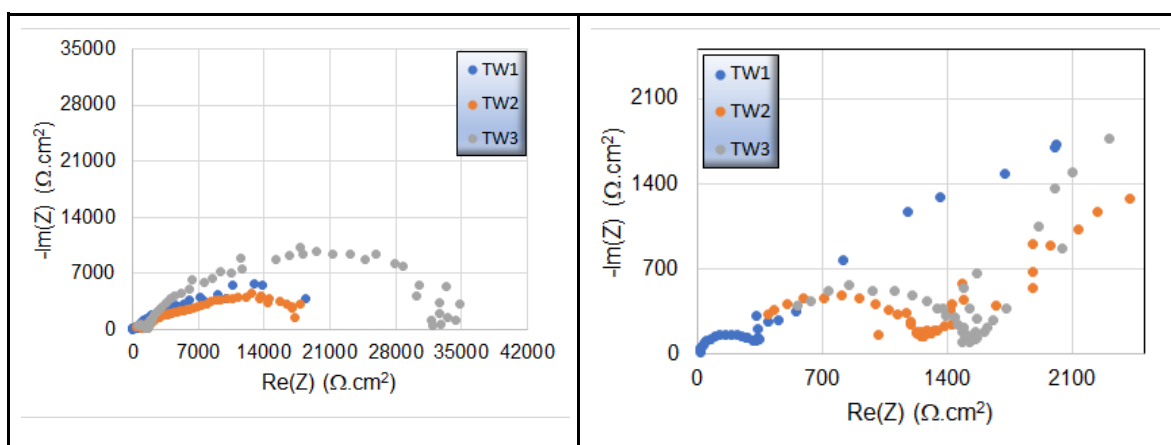 35000
28000
21000
14000
7000
0
-Im(Z) (Ω.cm²)
TW1
TW2
TW3
0 7000 14000 21000 28000 35000 42000
Re(Z) (Ω.cm²)
2100
1400
700
0
-Im(Z) (Ω.cm²)
TW1
TW2
TW3
0 700 1400 2100
Re(Z) (Ω.cm²)